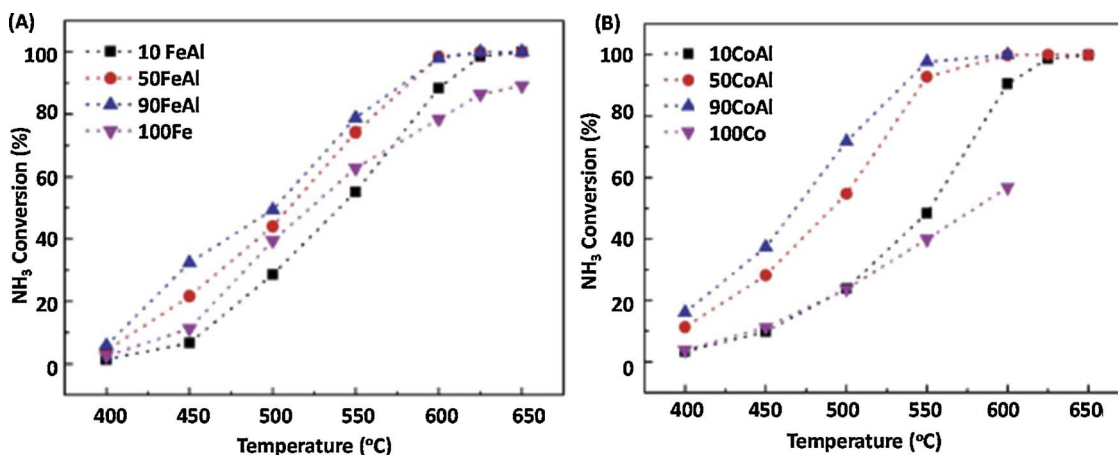 (A)
10 FeAl
50FeAl
90FeAl
100Fe
NH₃ Conversion (%)
100
80
60
40
20
0
400 450 500 550 600 650
Temperature (°C)
(B)
10CoAl
50CoAl
90CoAl
100Co
NH₃ Conversion (%)
100
80
60
40
20
0
400 450 500 550 600 650
Temperature (°C)